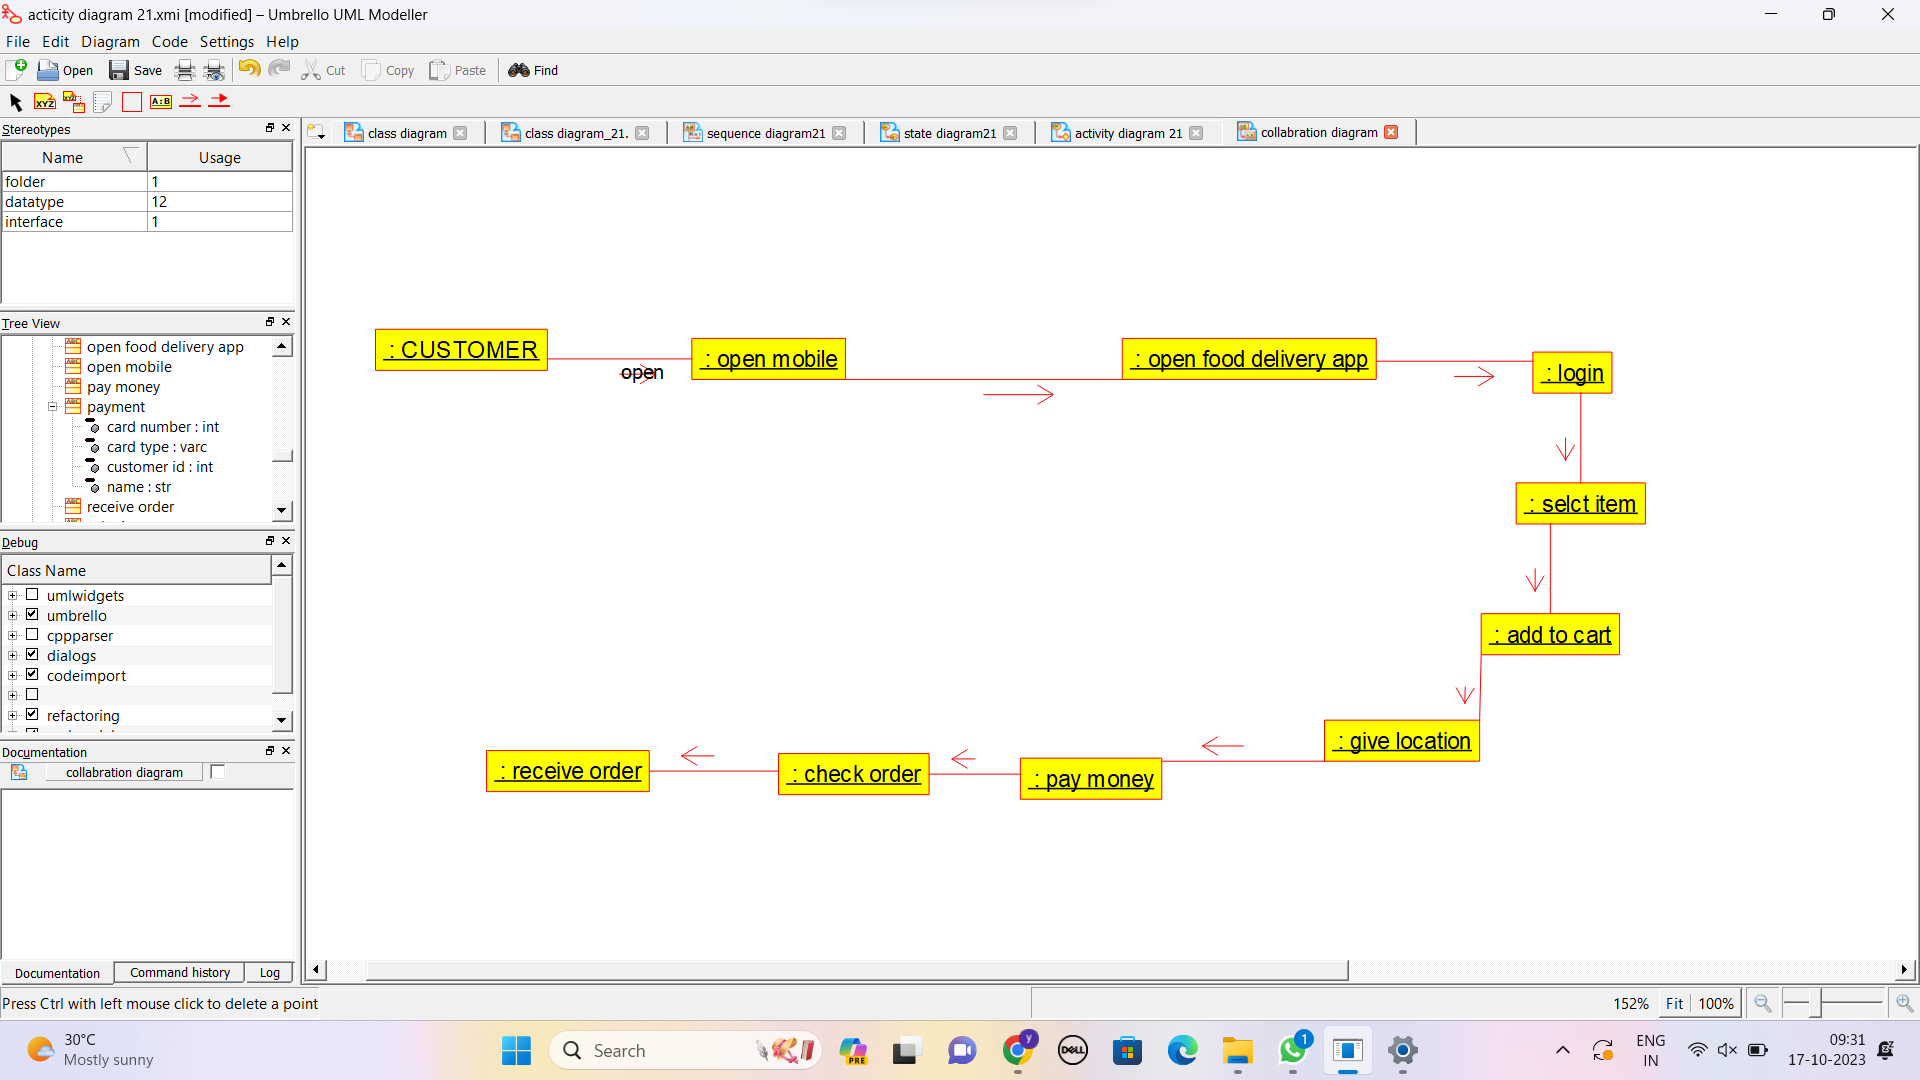 acticity diagram 21.xmi [modified] – Umbrello UML Modeller
File Edit Diagram Code Settings Help
Open Save Cut Copy Paste Find
XYZ XYZ A:B
Stereotypes
Name Usage
folder 1
datatype 12
interface 1
Tree View
open food delivery app
open mobile
pay money
payment
card number : int
card type : varc
customer id : int
name : str
receive order
Debug
Class Name
umlwidgets
umbrello
cppparser
dialogs
codeimport
refactoring
Documentation
collabration diagram
Documentation Command history Log
class diagram class diagram_21. sequence diagram21 state diagram21 activity diagram 21 collabration diagram
: CUSTOMER
open
: open mobile
: open food delivery app
: login
: selct item
: add to cart
: give location
: pay money
: check order
: receive order
Press Ctrl with left mouse click to delete a point
152% Fit 100%
30°C
Mostly sunny
Search
PRE
y
DELL
1
ENG
IN
09:31
17-10-2023